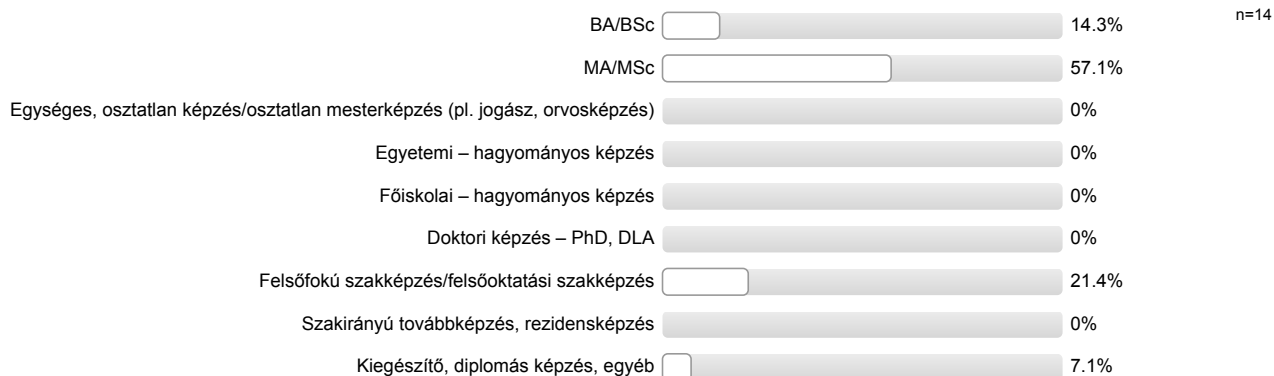 n=14
BA/BSc 14.3%
MA/MSc 57.1%
Egységes, osztatlan képzés/osztatlan mesterképzés (pl. jogász, orvosképzés) 0%
Egyetemi – hagyományos képzés 0%
Főiskolai – hagyományos képzés 0%
Doktori képzés – PhD, DLA 0%
Felsőfokú szakképzés/felsőoktatási szakképzés 21.4%
Szakirányú továbbképzés, rezidensképzés 0%
Kiegészítő, diplomás képzés, egyéb 7.1%